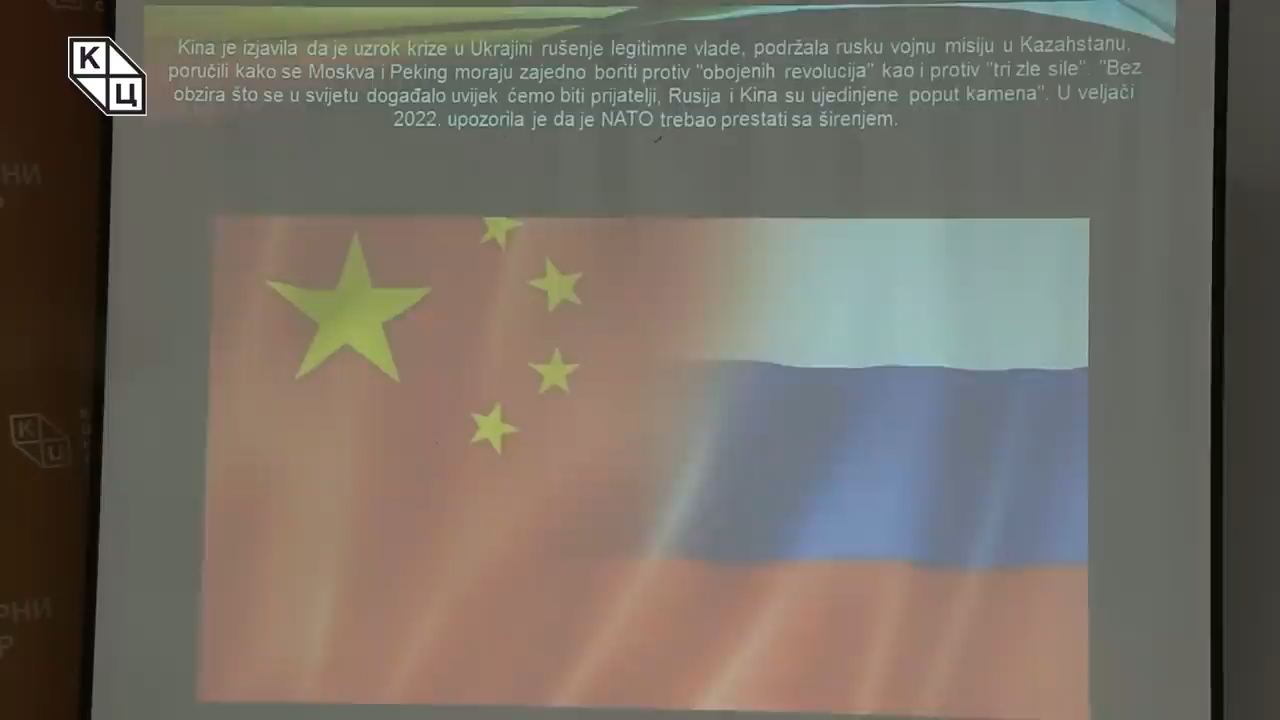 К
Ц
Kina je izjavila da je uzrok krize u Ukrajini rušenje legitimne vlade, podržala rusku vojnu misiju u Kazahstanu,
poručili kako se Moskva i Peking moraju zajedno boriti protiv "obojenih revolucija" kao i protiv "tri zle sile". "Bez
obzira što se u svijetu događalo uvijek ćemo biti prijatelji, Rusija i Kina su ujedinjene poput kamena". U veljači
2022. upozorila je da je NATO trebao prestati sa širenjem.
НИ
К
Ц
РНИ
Р